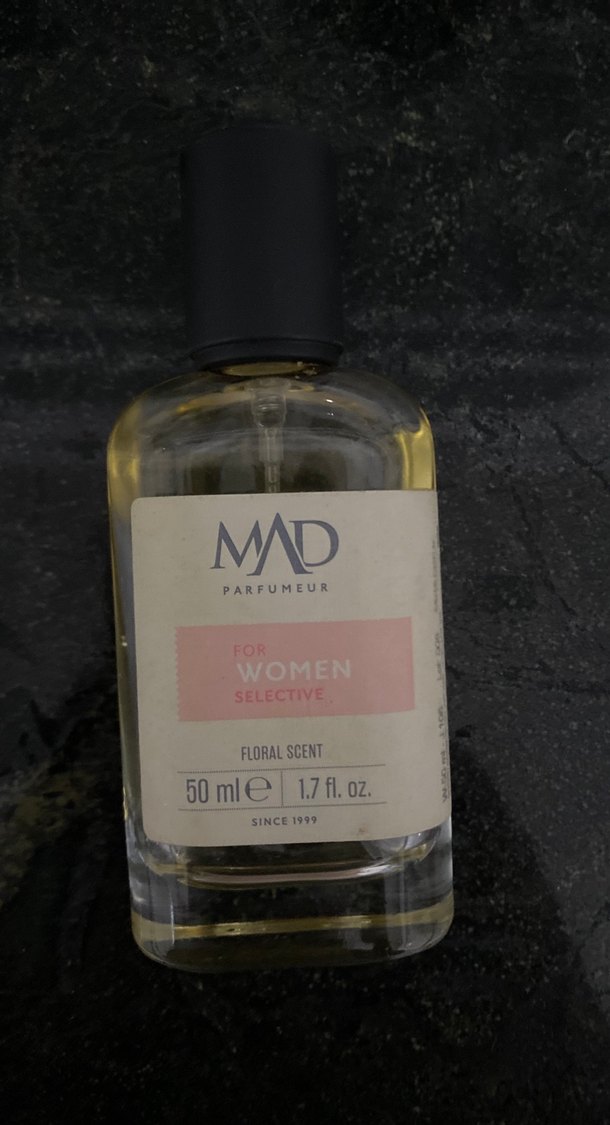 MAD
PARFUMEUR
FOR
WOMEN
SELECTIVE
FLORAL SCENT
50 ml ℮ 1.7 fl. oz.
SINCE 1999